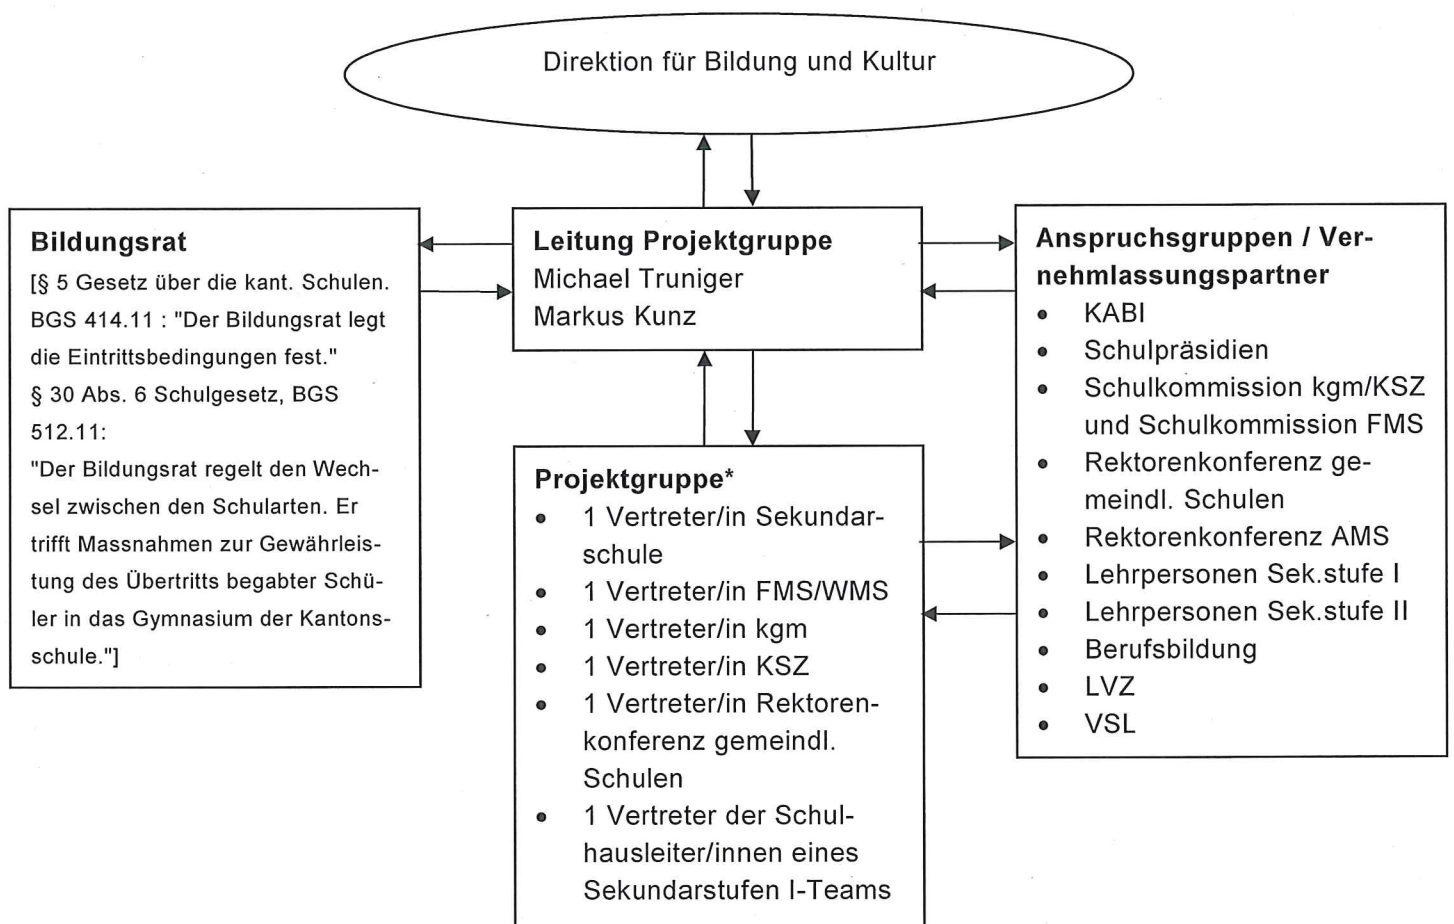 Direktion für Bildung und Kultur
Bildungsrat
[§ 5 Gesetz über die kant. Schulen.
BGS 414.11 : "Der Bildungsrat legt
die Eintrittsbedingungen fest."
§ 30 Abs. 6 Schulgesetz, BGS
512.11:
"Der Bildungsrat regelt den Wech-
sel zwischen den Schularten. Er
trifft Massnahmen zur Gewährleis-
tung des Übertritts begabter Schü-
ler in das Gymnasium der Kantons-
schule."]
Leitung Projektgruppe
Michael Truniger
Markus Kunz
Anspruchsgruppen / Ver-
nehmlassungspartner
• KABI
• Schulpräsidien
• Schulkommission kgm/KSZ
und Schulkommission FMS
• Rektorenkonferenz ge-
meindl. Schulen
• Rektorenkonferenz AMS
• Lehrpersonen Sek.stufe I
• Lehrpersonen Sek.stufe II
• Berufsbildung
• LVZ
• VSL
Projektgruppe*
• 1 Vertreter/in Sekundar-
schule
• 1 Vertreter/in FMS/WMS
• 1 Vertreter/in kgm
• 1 Vertreter/in KSZ
• 1 Vertreter/in Rektoren-
konferenz gemeindl.
Schulen
• 1 Vertreter der Schul-
hausleiter/innen eines
Sekundarstufen I-Teams